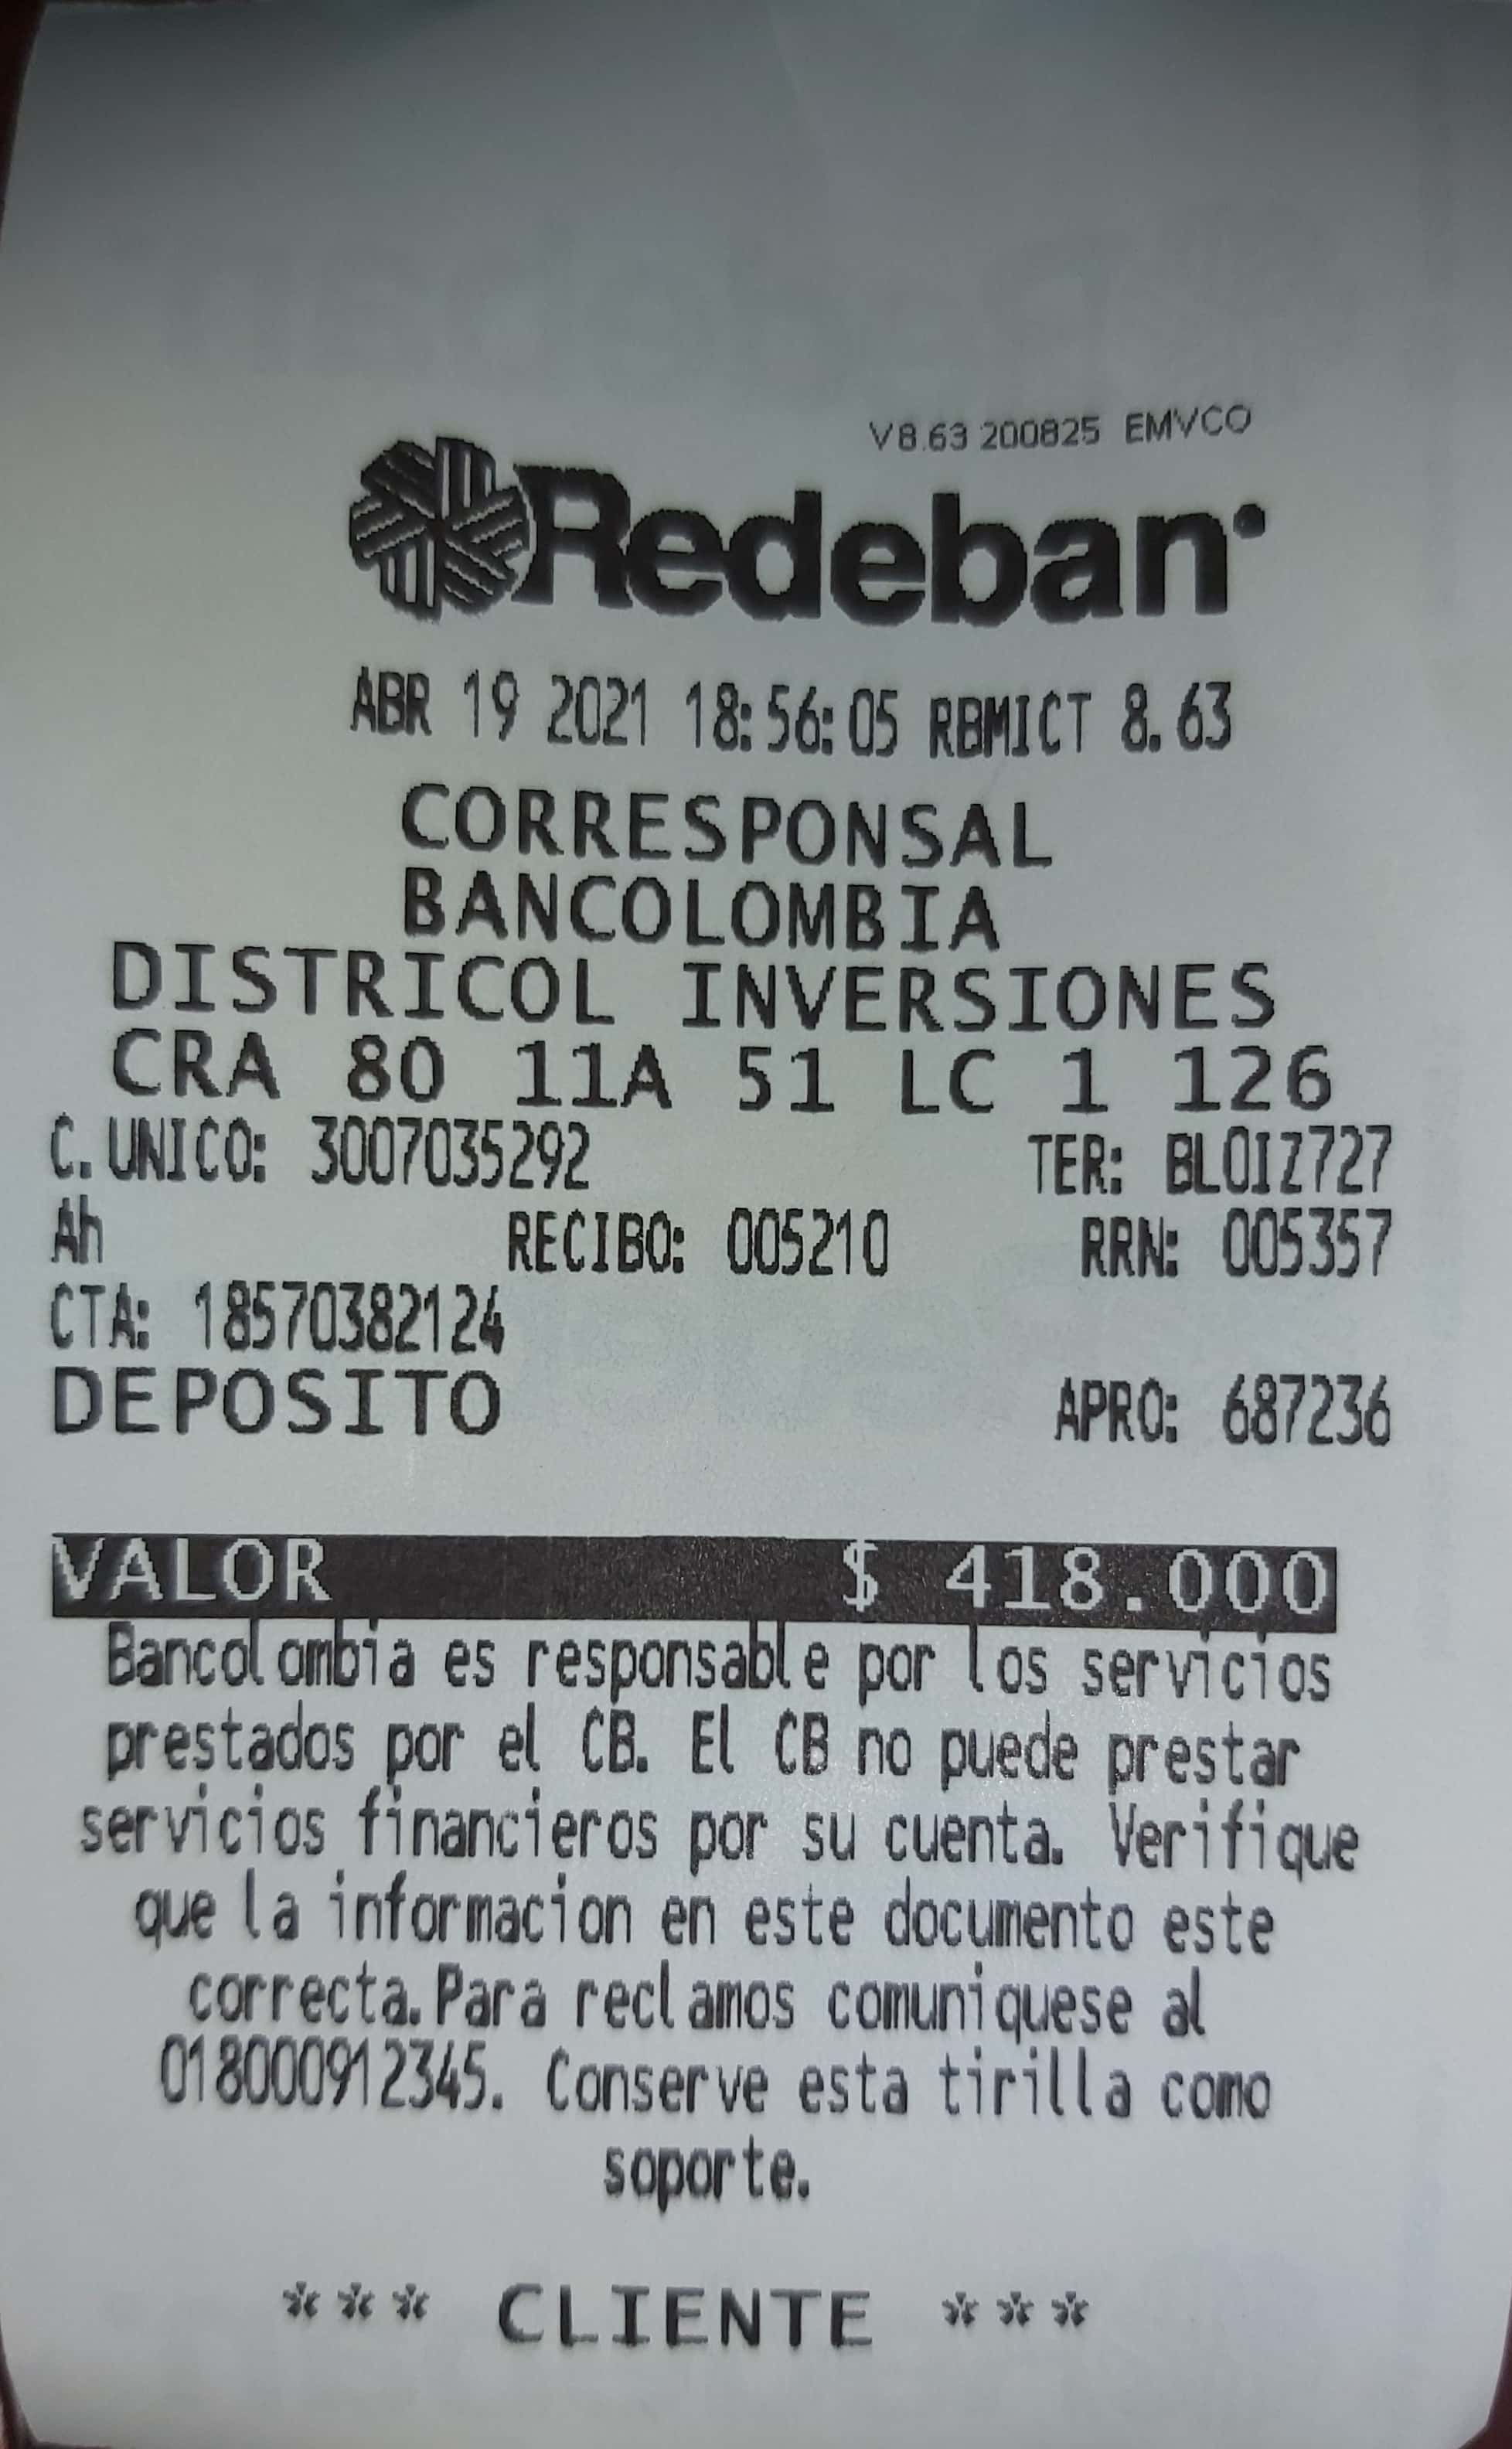 V8.63 200825 EMVCO
Redeban
ABR 19 2021 18:56:05 RBMICT 8.63
CORRESPONSAL
BANCOLOMBIA
DISTRICOL INVERSIONES
CRA 80 11A 51 LC 1 126
C.UNICO: 3007035292 TER: BLOIZ727
Ah RECIBO: 005210 RRN: 005357
CTA: 18570382124
DEPOSITO APRO: 687236
VALOR $ 418.000
Bancolombia es responsable por los servicios
prestados por el CB. El CB no puede prestar
servicios financieros por su cuenta. Verifique
que la informacion en este documento este
correcta.Para reclamos comuniquese al
018000912345. Conserve esta tirilla como
soporte.
*** CLIENTE ***